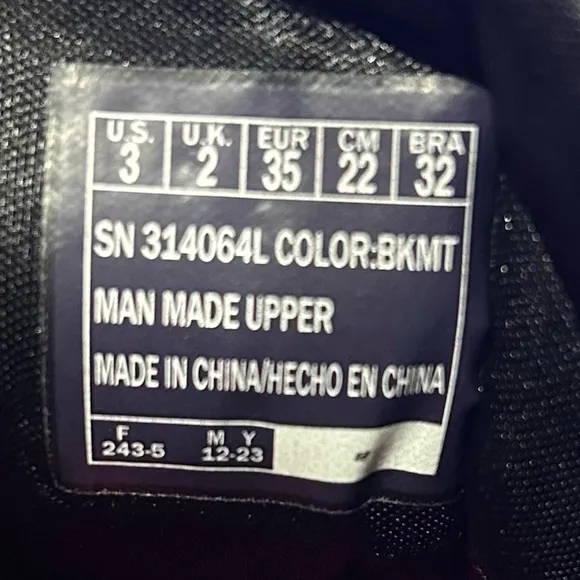 U.S. U.K. EUR CM BRA
3 2 35 22 32
SN 314064L COLOR:BKMT
MAN MADE UPPER
MADE IN CHINA/HECHO EN CHINA
F M Y
243-5 12-23